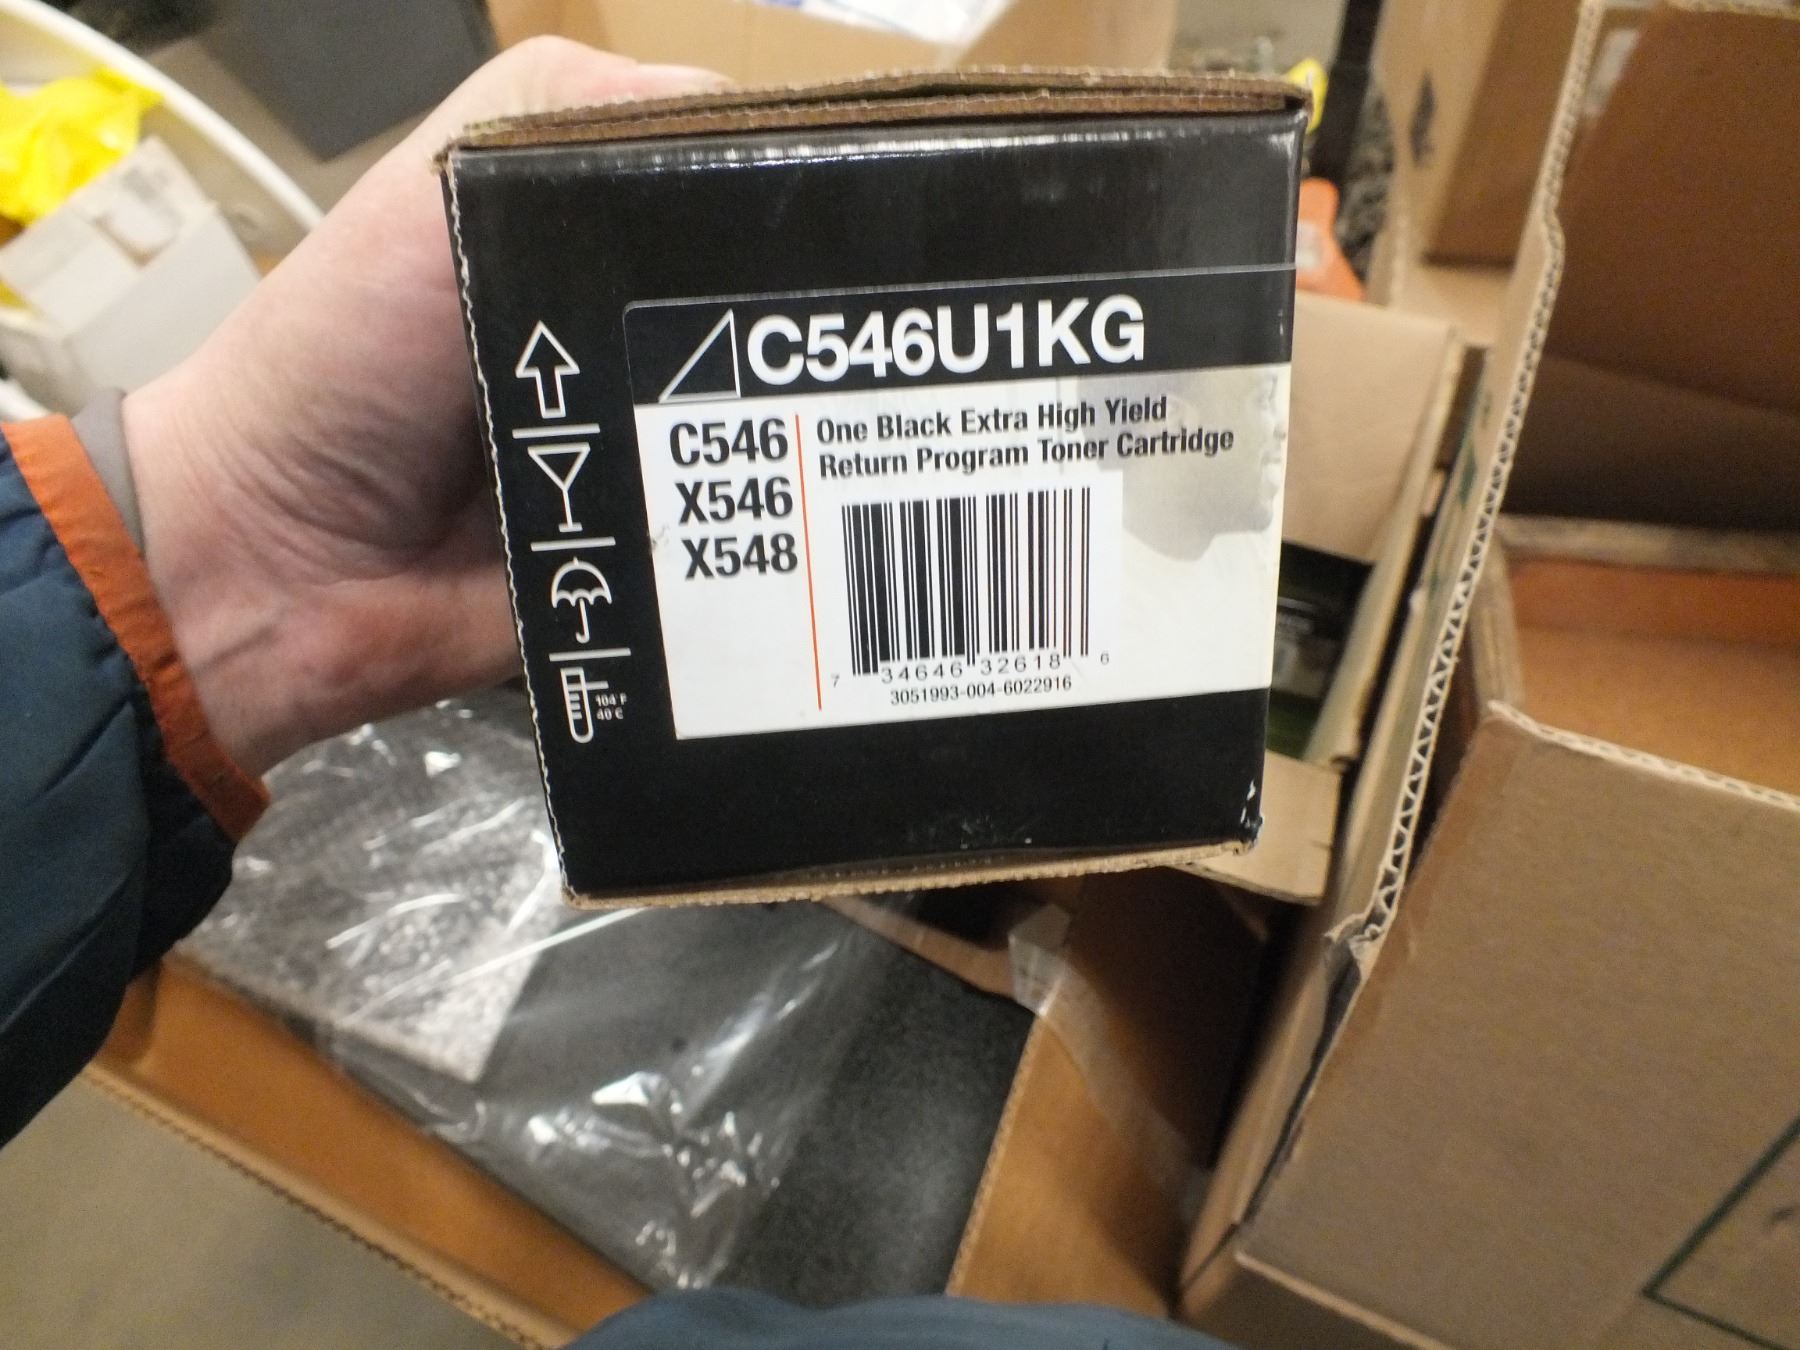 C546U1KG
C546
X546
X548
One Black Extra High Yield
Return Program Toner Cartridge
7 34646 32618 6
3051993-004-6022916
104°F
40°C